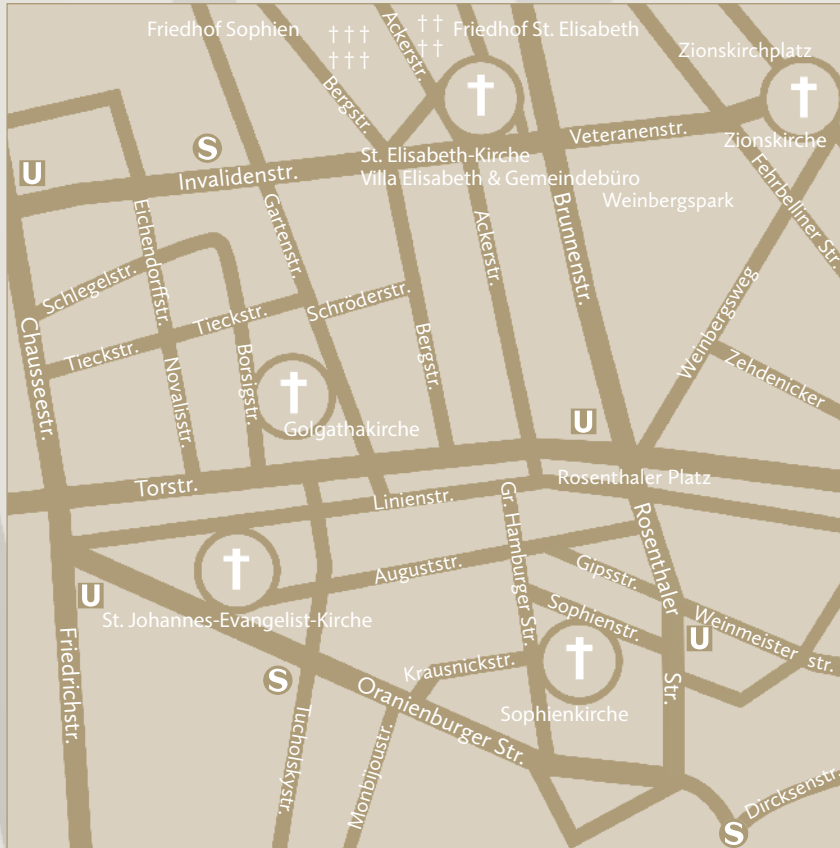 Friedhof Sophien
Ackerstr.
Friedhof St. Elisabeth
Zionskirchplatz
Bergstr.
Veteranenstr.
Zionskirche
S
U
St. Elisabeth-Kirche
Villa Elisabeth & Gemeindebüro
Invalidenstr.
Fehrbelliner Str.
Weinbergspark
Eichendorffstr.
Gartenstr.
Ackerstr.
Brunnenstr.
Schlegelstr.
Schröderstr.
Weinbergsweg
Tieckstr.
Tieckstr.
Chausseestr.
Novalisstr.
Borsigstr.
Bergstr.
Zehdenicker
Golgathakirche
U
Torstr.
Rosenthaler Platz
Linienstr.
Gr. Hamburger Str.
Rosenthaler
Str.
Auguststr.
Gipsstr.
U
St. Johannes-Evangelist-Kirche
Sophienstr.
Weinmeister str.
U
Friedrichstr.
S
Krausnickstr.
Oranienburger Str.
Sophienkirche
Tucholskystr.
Monbijoustr.
Dircksenstr.
S